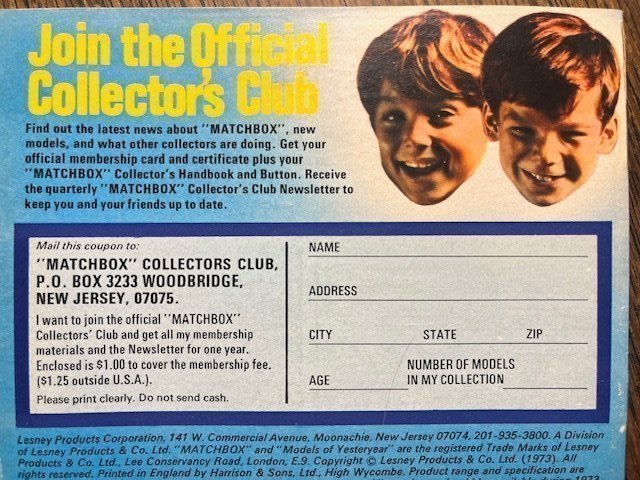 Join the Official
Collector's Club
Find out the latest news about "MATCHBOX", new
models, and what other collectors are doing. Get your
official membership card and certificate plus your
"MATCHBOX" Collector's Handbook and Button. Receive
the quarterly "MATCHBOX" Collector's Club Newsletter to
keep you and your friends up to date.
Mail this coupon to:
"MATCHBOX" COLLECTORS CLUB,
P.O. BOX 3233 WOODBRIDGE,
NEW JERSEY, 07075.
I want to join the official "MATCHBOX"
Collectors' Club and get all my membership
materials and the Newsletter for one year.
Enclosed is $1.00 to cover the membership fee.
($1.25 outside U.S.A.).
Please print clearly. Do not send cash.
NAME
ADDRESS
CITY STATE ZIP
AGE NUMBER OF MODELS
IN MY COLLECTION
Lesney Products Corporation, 141 W. Commercial Avenue, Moonachie, New Jersey 07074. 201-935-3800. A Division
of Lesney Products & Co. Ltd. "MATCHBOX" and "Models of Yesteryear" are the registered Trade Marks of Lesney
Products & Co. Ltd., Lee Conservancy Road, London, E.9. Copyright © Lesney Products & Co. Ltd. (1973). All
rights reserved. Printed in England by Harrison & Sons, Ltd., High Wycombe. Product range and specification are
during 1973